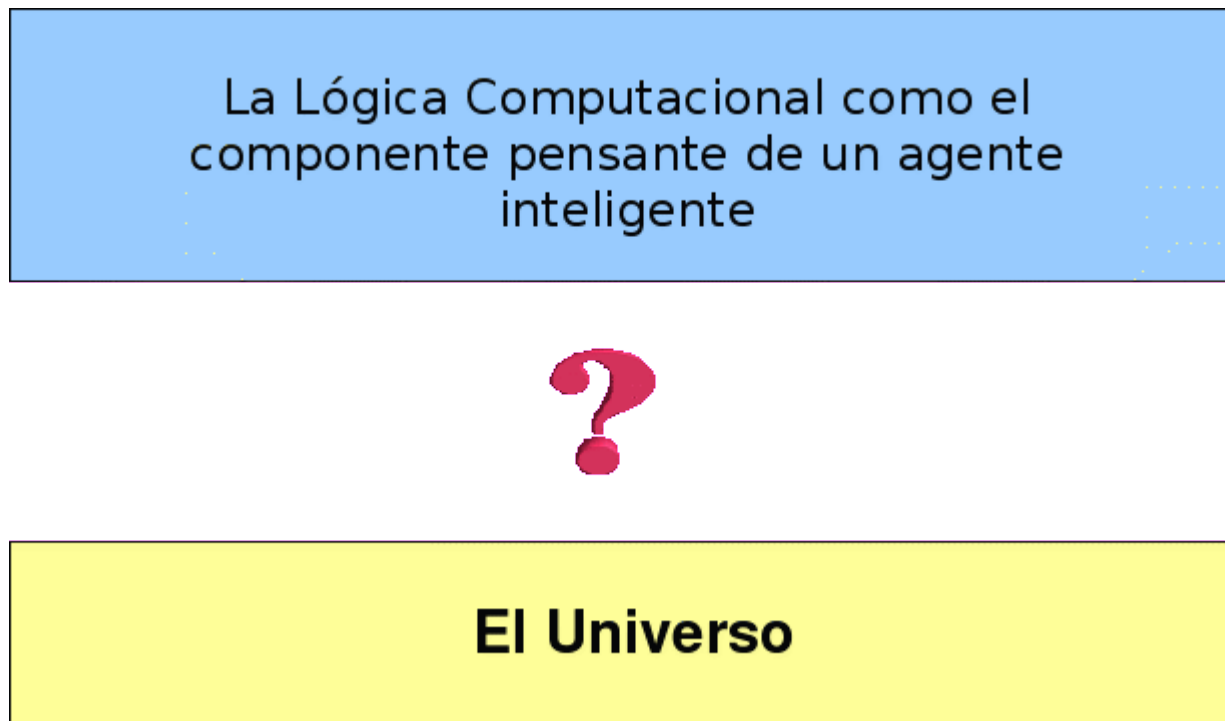 La Lógica Computacional como el
componente pensante de un agente
inteligente
?
El Universo